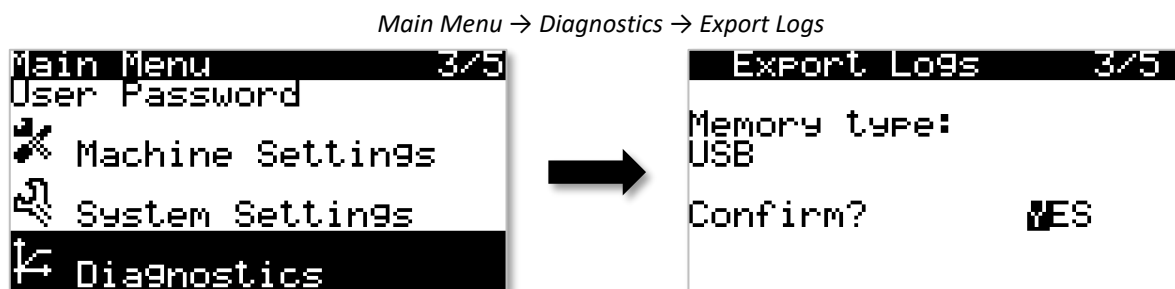 Main Menu → Diagnostics → Export Logs
Main Menu 3/5
User Password
Machine Settings
System Settings
Diagnostics
Export Logs 3/5
Memory type:
USB
Confirm? YES